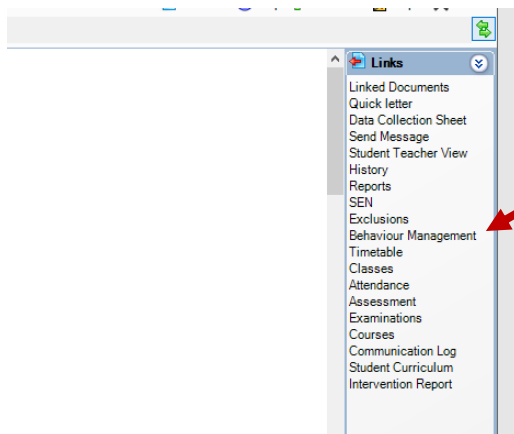 Links
Linked Documents
Quick letter
Data Collection Sheet
Send Message
Student Teacher View
History
Reports
SEN
Exclusions
Behaviour Management
Timetable
Classes
Attendance
Assessment
Examinations
Courses
Communication Log
Student Curriculum
Intervention Report